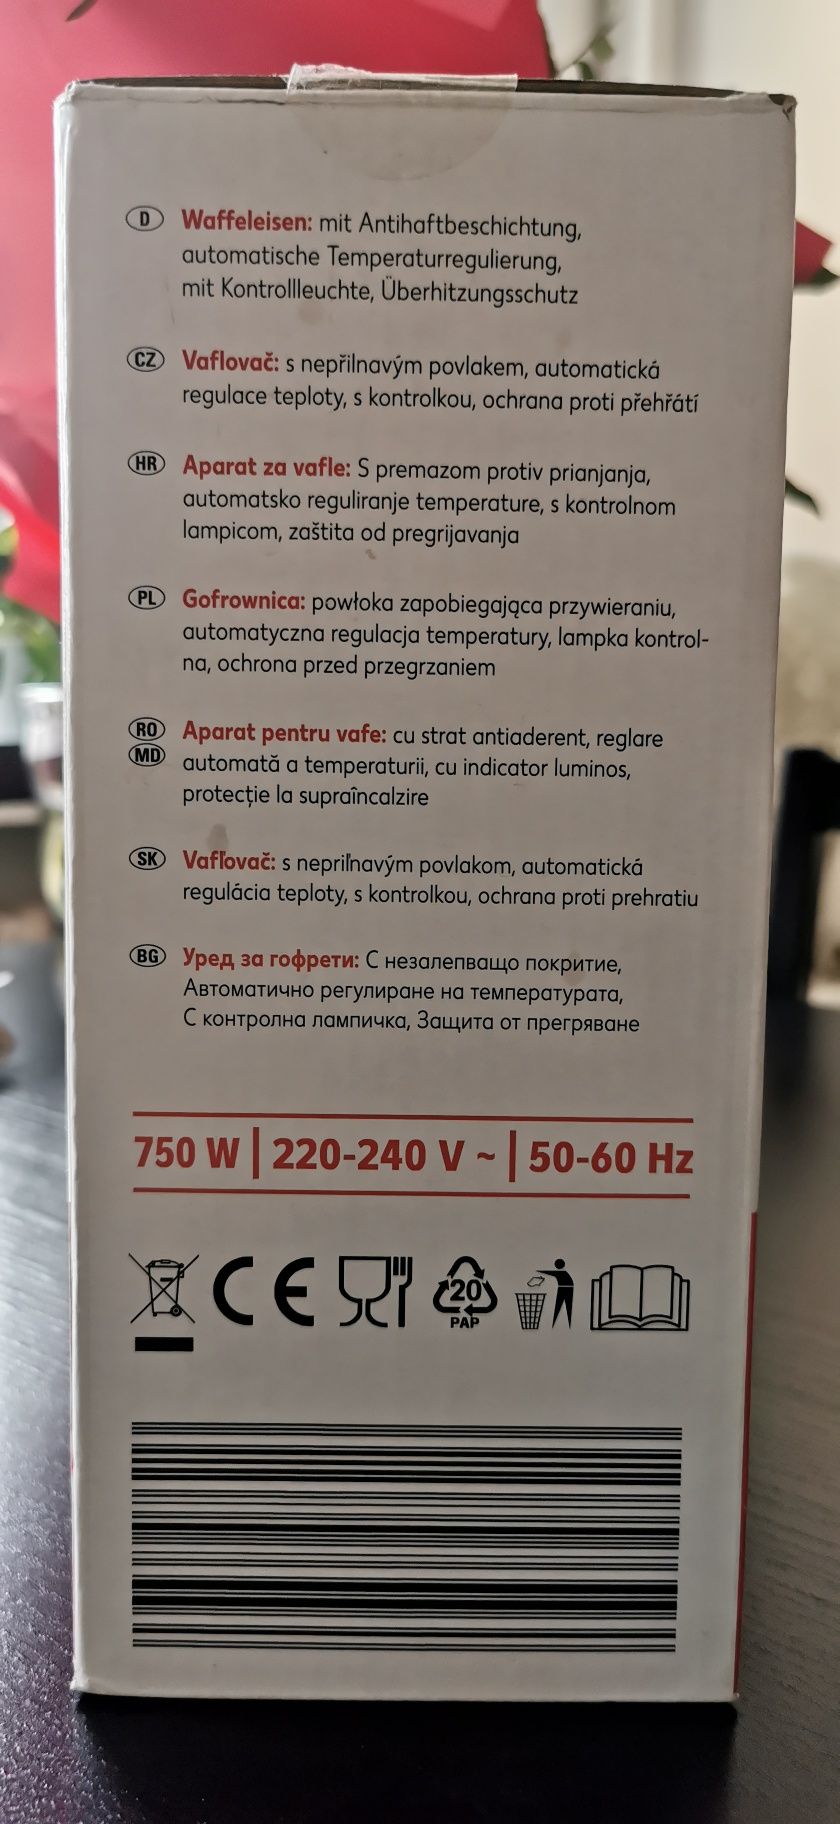 D Waffeleisen: mit Antihaftbeschichtung,
automatische Temperaturregulierung,
mit Kontrollleuchte, Überhitzungsschutz
CZ Vaflovač: s nepřilnavým povlakem, automatická
regulace teploty, s kontrolkou, ochrana proti přehřátí
HR Aparat za vafle: S premazom protiv prianjanja,
automatsko reguliranje temperature, s kontrolnom
lampicom, zaštita od pregrijavanja
PL Gofrownica: powłoka zapobiegająca przywieraniu,
automatyczna regulacja temperatury, lampka kontrol-
na, ochrona przed przegrzaniem
RO Aparat pentru vafe: cu strat antiaderent, reglare
MD automată a temperaturii, cu indicator luminos,
protecție la supraîncalzire
SK Vafľovač: s nepriľnavým povlakom, automatická
regulácia teploty, s kontrolkou, ochrana proti prehratiu
BG Уред за гофрети: С незалепващо покритие,
Автоматично регулиране на температурата,
С контролна лампичка, Защита от прегряване
750 W | 220-240 V ~ | 50-60 Hz
CE
20
PAP